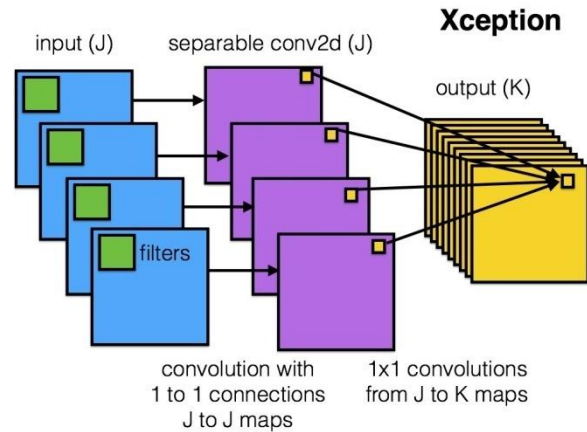 Xception
input (J)
separable conv2d (J)
output (K)
filters
convolution with
1 to 1 connections
J to J maps
1x1 convolutions
from J to K maps